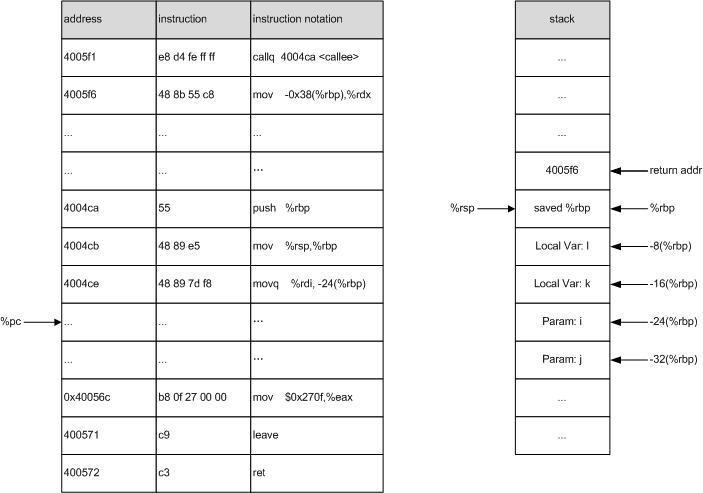 address instruction instruction notation stack
4005f1 e8 d4 fe ff ff callq 4004ca <callee> ...
4005f6 48 8b 55 c8 mov -0x38(%rbp),%rdx ...
... ... ... ...
... ... ... 4005f6 return addr
4004ca 55 push %rbp %rsp saved %rbp %rbp
4004cb 48 89 e5 mov %rsp,%rbp Local Var: l -8(%rbp)
4004ce 48 89 7d f8 movq %rdi, -24(%rbp) Local Var: k -16(%rbp)
%pc ... ... ... Param: i -24(%rbp)
... ... ... Param: j -32(%rbp)
0x40056c b8 0f 27 00 00 mov $0x270f,%eax ...
400571 c9 leave ...
400572 c3 ret